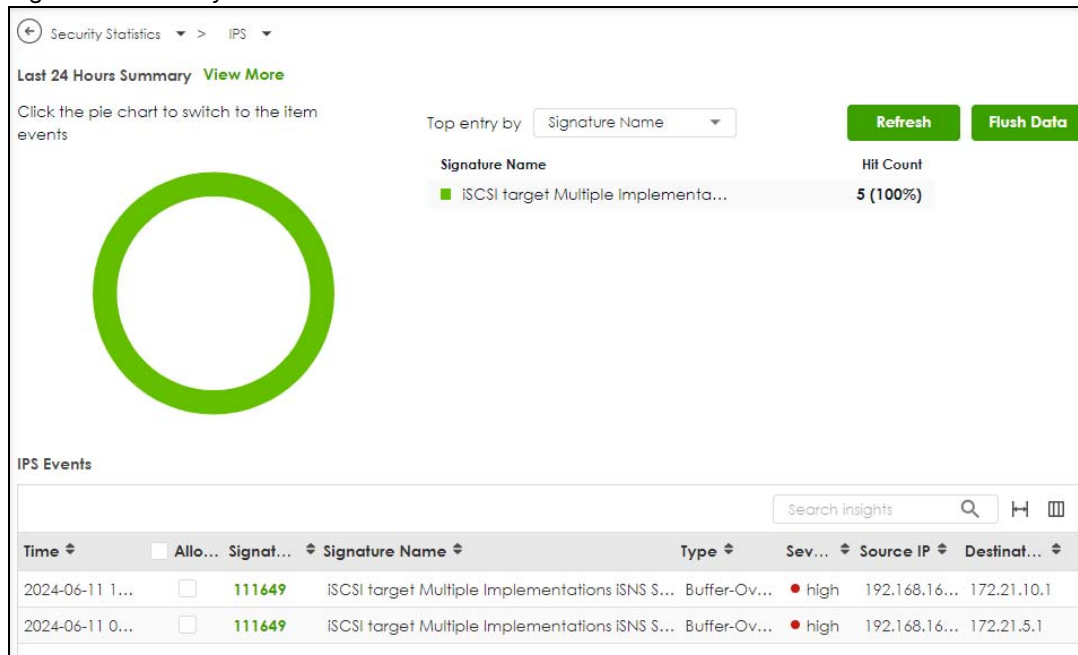 Security Statistics > IPS
Last 24 Hours Summary View More
Click the pie chart to switch to the item
events
Top entry by Signature Name
Refresh
Flush Data
Signature Name Hit Count
iSCSI target Multiple Implementa... 5 (100%)
IPS Events
Search insights
Time Allo... Signat... Signature Name Type Sev... Source IP Destinat...
2024-06-11 1... 111649 iSCSI target Multiple Implementations iSNS S... Buffer-Ov... high 192.168.16... 172.21.10.1
2024-06-11 0... 111649 iSCSI target Multiple Implementations iSNS S... Buffer-Ov... high 192.168.16... 172.21.5.1